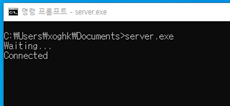 명령 프롬프트 - server.exe
C:₩Users₩xoghk₩Documents>server.exe
Waiting...
Connected